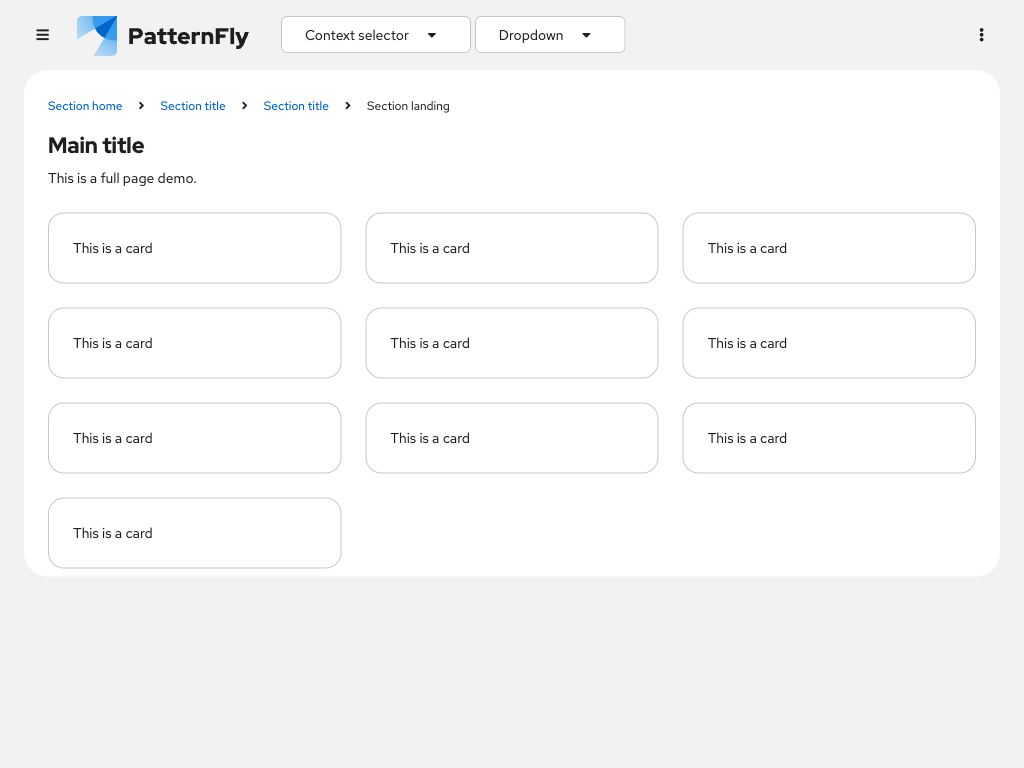 PatternFly Context selector Dropdown
Section home Section title Section title Section landing
Main title
This is a full page demo.
This is a card This is a card This is a card
This is a card This is a card This is a card
This is a card This is a card This is a card
This is a card